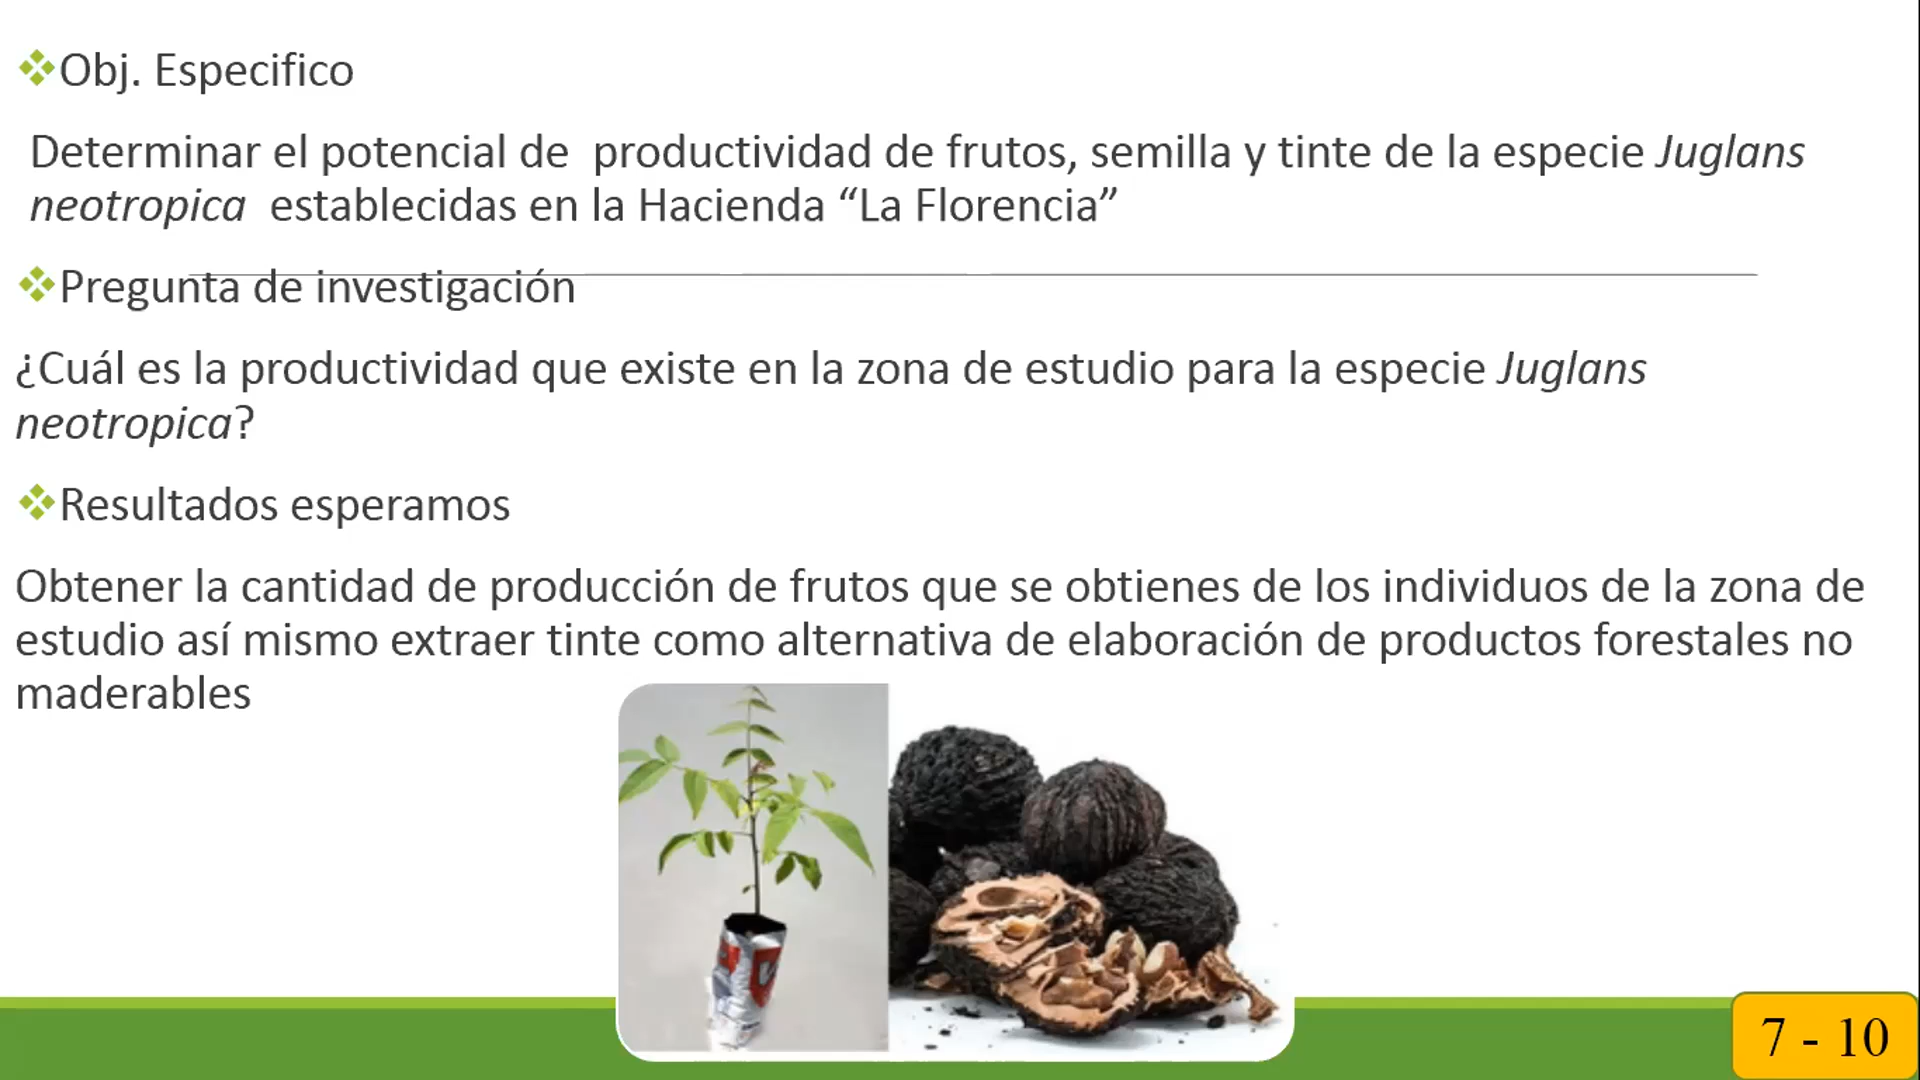 Obj. Especifico
Determinar el potencial de productividad de frutos, semilla y tinte de la especie Juglans
neotropica establecidas en la Hacienda “La Florencia”
Pregunta de investigación
¿Cuál es la productividad que existe en la zona de estudio para la especie Juglans
neotropica?
Resultados esperamos
Obtener la cantidad de producción de frutos que se obtienes de los individuos de la zona de
estudio así mismo extraer tinte como alternativa de elaboración de productos forestales no
maderables
7 - 10